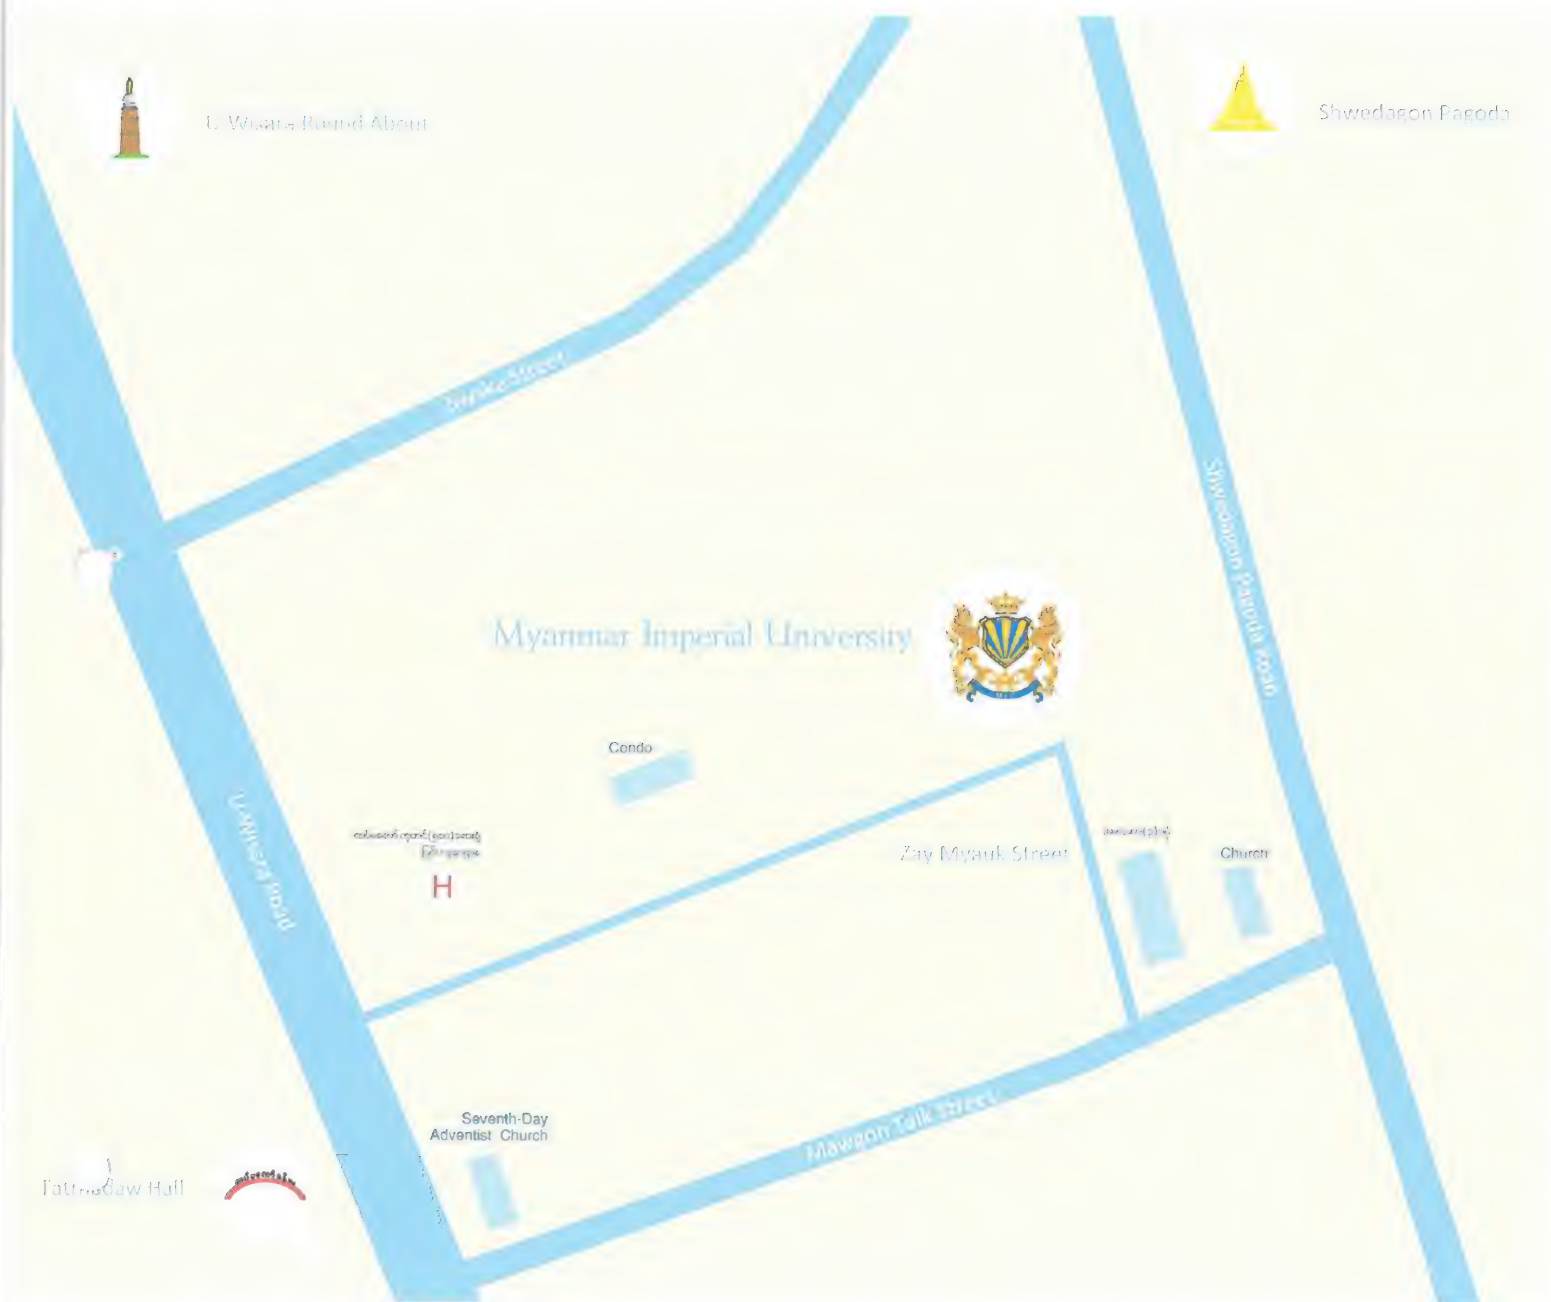 U Wisara Round About
Shwedagon Pagoda
Street
Shwedagon Pagoda Road
Myanmar Imperial University
Condo
U Wisara Road
H
Zay Myauk Street
Church
Seventh-Day
Adventist Church
Mawgon Taik Street
Tatmadaw Hall